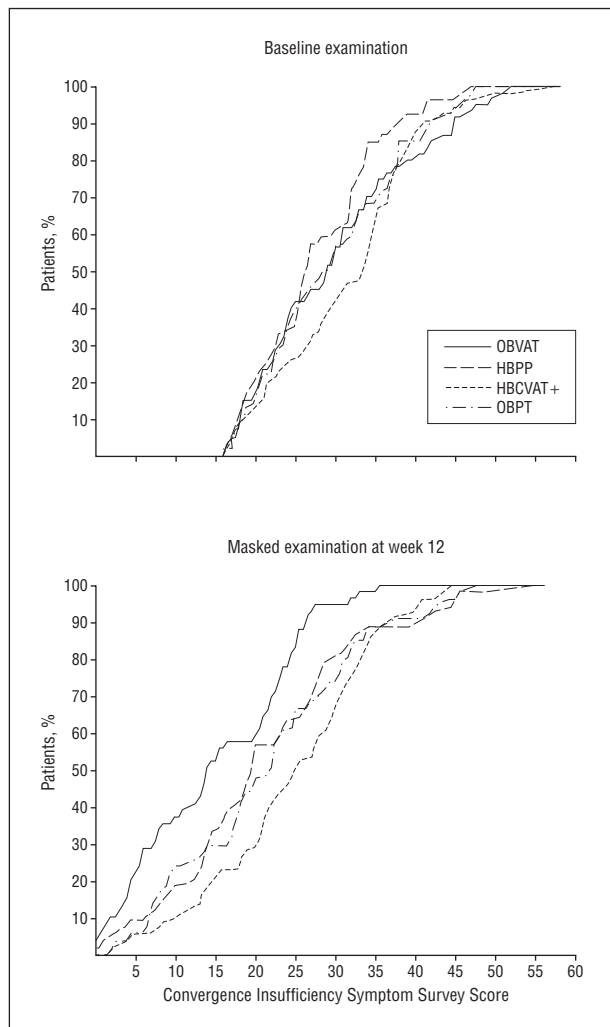 Baseline examination
100
90
80
70
60
50
40
30
20
10
Patients, %
OBVAT
HBPP
HBCVAT+
OBPT
Masked examination at week 12
100
90
80
70
60
50
40
30
20
10
Patients, %
5 10 15 20 25 30 35 40 45 50 55 60
Convergence Insufficiency Symptom Survey Score